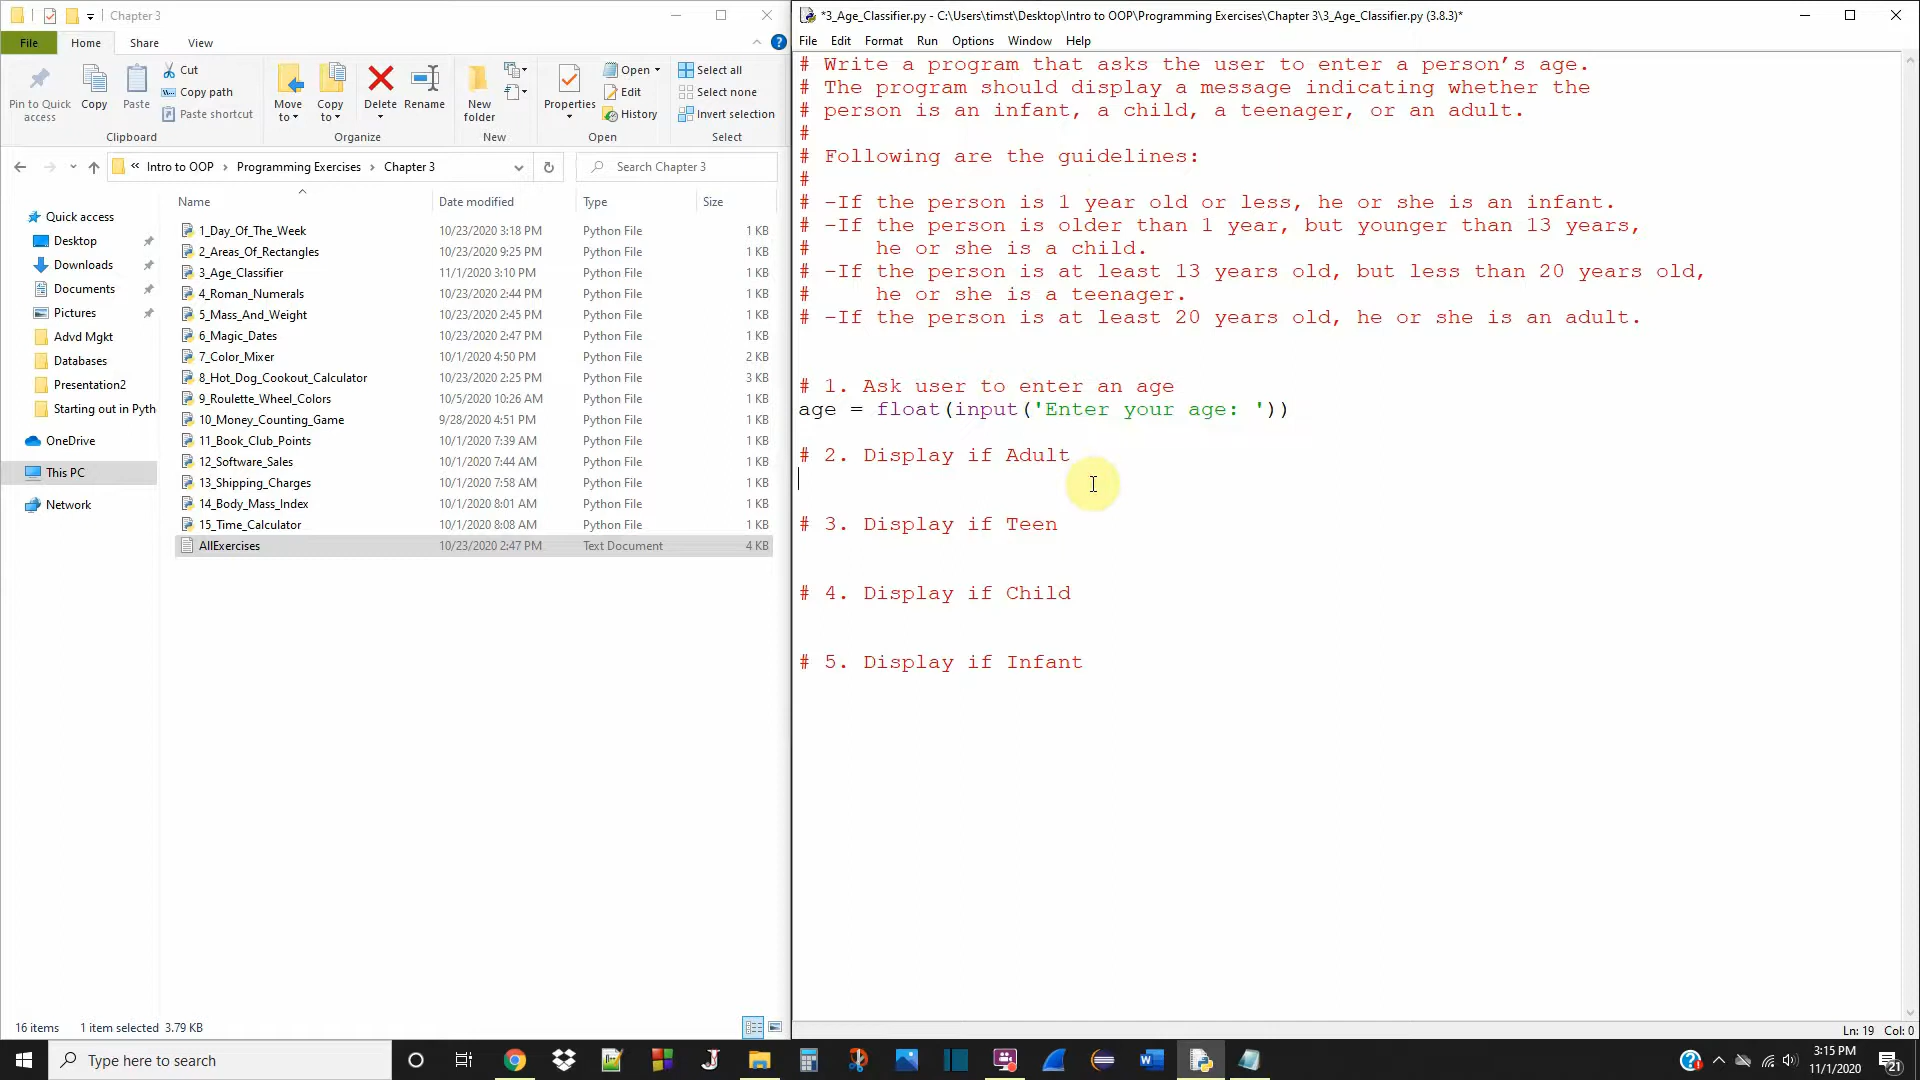 Chapter 3
File Home Share View
Pin to Quick access
Copy
Paste
Cut
Copy path
Paste shortcut
Move to
Copy to
Delete
Rename
New folder
Properties
Open
Edit
History
Select all
Select none
Invert selection
Clipboard Organize New Open Select
« Intro to OOP › Programming Exercises › Chapter 3
Search Chapter 3
Name Date modified Type Size
Quick access
Desktop
Downloads
Documents
Pictures
Advd Mgkt
Databases
Presentation2
Starting out in Pyth
OneDrive
This PC
Network
1_Day_Of_The_Week 10/23/2020 3:18 PM Python File 1 KB
2_Areas_Of_Rectangles 10/23/2020 9:25 PM Python File 1 KB
3_Age_Classifier 11/1/2020 3:10 PM Python File 1 KB
4_Roman_Numerals 10/23/2020 2:44 PM Python File 1 KB
5_Mass_And_Weight 10/23/2020 2:45 PM Python File 1 KB
6_Magic_Dates 10/23/2020 2:47 PM Python File 1 KB
7_Color_Mixer 10/1/2020 4:50 PM Python File 2 KB
8_Hot_Dog_Cookout_Calculator 10/23/2020 2:25 PM Python File 3 KB
9_Roulette_Wheel_Colors 10/5/2020 10:26 AM Python File 1 KB
10_Money_Counting_Game 9/28/2020 4:51 PM Python File 1 KB
11_Book_Club_Points 10/1/2020 7:39 AM Python File 1 KB
12_Software_Sales 10/1/2020 7:44 AM Python File 1 KB
13_Shipping_Charges 10/1/2020 7:58 AM Python File 1 KB
14_Body_Mass_Index 10/1/2020 8:01 AM Python File 1 KB
15_Time_Calculator 10/1/2020 8:08 AM Python File 1 KB
AllExercises 10/23/2020 2:47 PM Text Document 4 KB
16 items 1 item selected 3.79 KB
*3_Age_Classifier.py - C:\Users\timst\Desktop\Intro to OOP\Programming Exercises\Chapter 3\3_Age_Classifier.py (3.8.3)*
File Edit Format Run Options Window Help
# Write a program that asks the user to enter a person’s age.
# The program should display a message indicating whether the
# person is an infant, a child, a teenager, or an adult.
#
# Following are the guidelines:
#
# -If the person is 1 year old or less, he or she is an infant.
# -If the person is older than 1 year, but younger than 13 years,
#     he or she is a child.
# -If the person is at least 13 years old, but less than 20 years old,
#     he or she is a teenager.
# -If the person is at least 20 years old, he or she is an adult.
# 1. Ask user to enter an age
age = float(input('Enter your age: '))
# 2. Display if Adult
# 3. Display if Teen
# 4. Display if Child
# 5. Display if Infant
Ln: 19 Col: 0
Type here to search
3:15 PM
11/1/2020
21